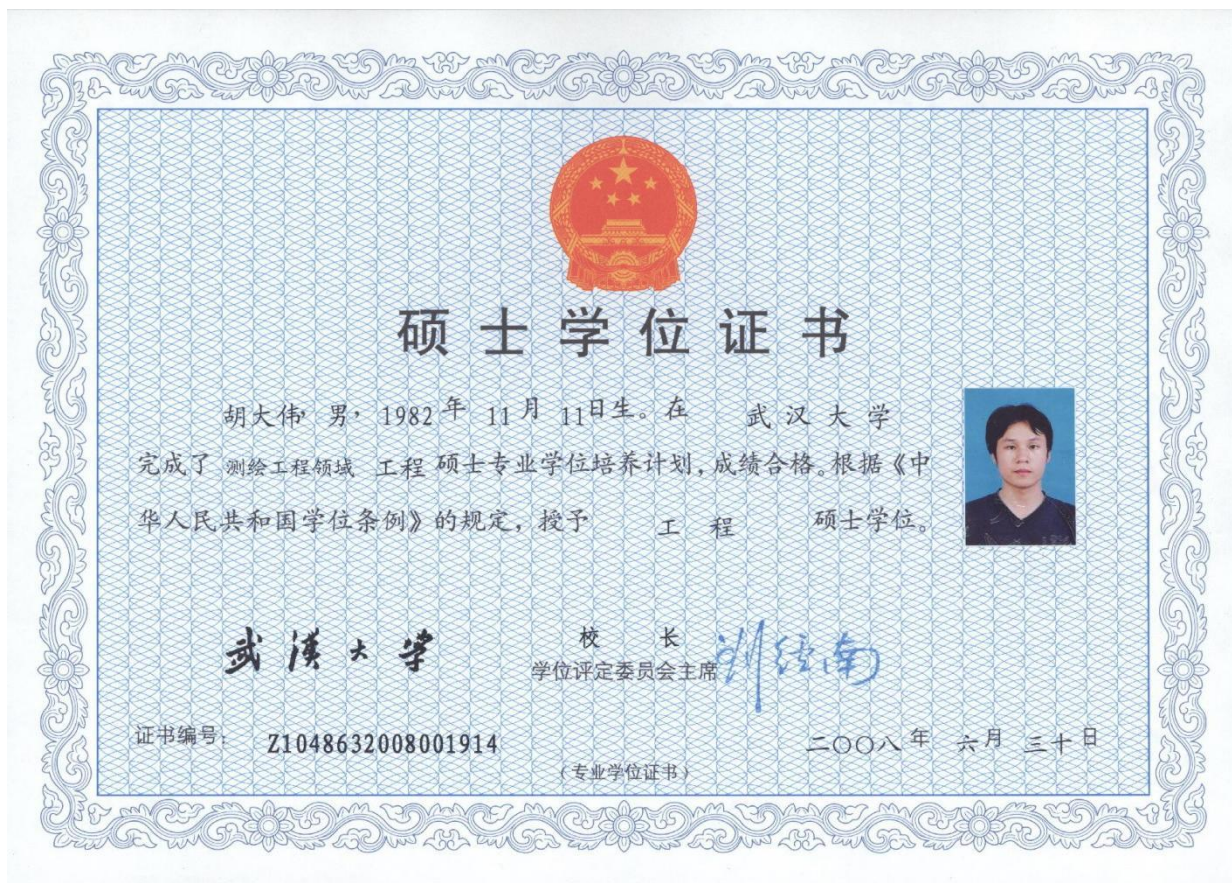 硕士学位证书
胡大伟, 男, 1982年 11月 11日生。在 武汉大学
完成了 测绘工程领域 工程 硕士专业学位培养计划,成绩合格。根据《中
华人民共和国学位条例》的规定,授予 工程 硕士学位。
武漢大学
校 长
学位评定委员会主席 刘经南
证书编号: Z1048632008001914
二〇〇八年 六月 三十日
(专业学位证书)